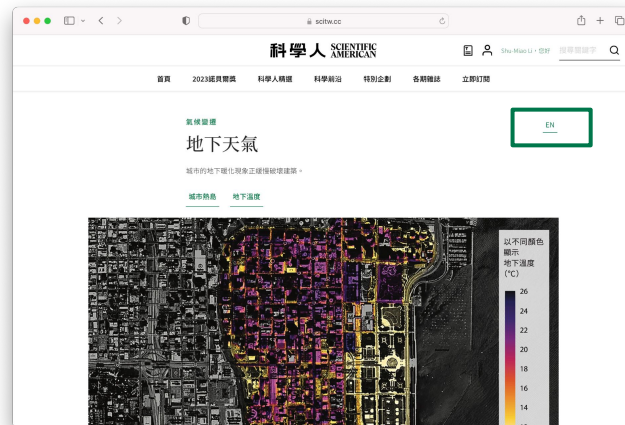 scitw.cc
科學人 SCIENTIFIC AMERICAN
Shu-Miao Li，您好 搜尋關鍵字
首頁 2023諾貝爾獎 科學人精選 科學前沿 特別企劃 各期雜誌 立即訂閱
氣候變遷
EN
地下天氣
城市的地下暖化現象正緩慢破壞建築。
城市熱島 地下溫度
以不同顏色
顯示
地下溫度
(°C)
26
24
22
20
18
16
14